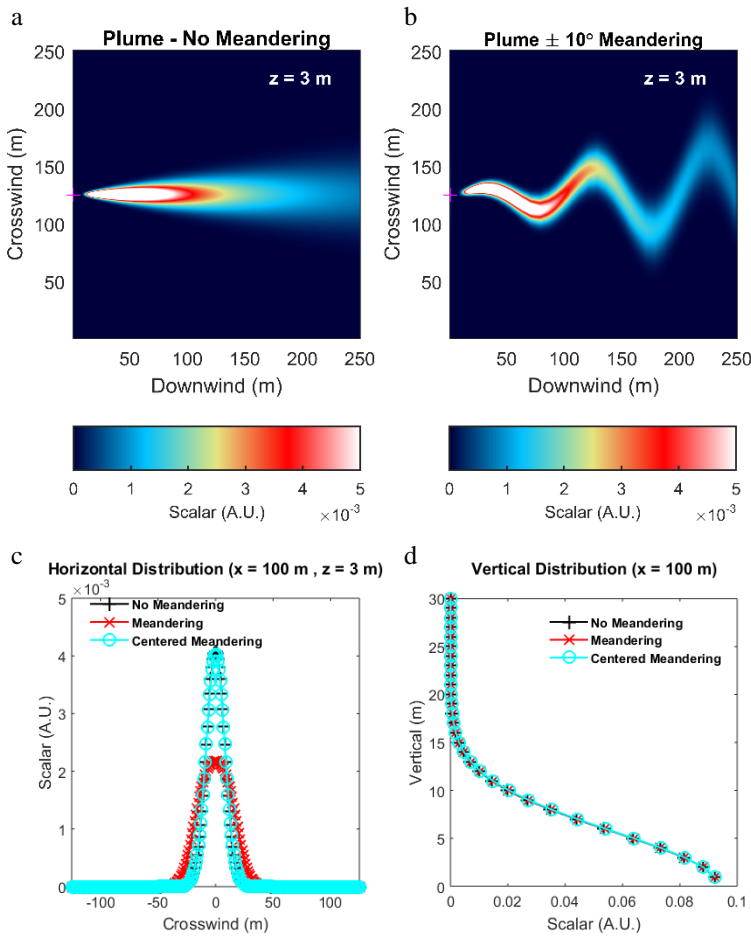 a
Plume - No Meandering
250
200
150
100
50
z = 3 m
Crosswind (m)
50 100 150 200 250
Downwind (m)
0 1 2 3 4 5
Scalar (A.U.)
×10⁻³
b
Plume ± 10° Meandering
250
200
150
100
50
z = 3 m
Crosswind (m)
50 100 150 200 250
Downwind (m)
0 1 2 3 4 5
Scalar (A.U.)
×10⁻³
c
Horizontal Distribution (x = 100 m , z = 3 m)
×10⁻³
5
4
3
2
1
0
No Meandering
Meandering
Centered Meandering
Scalar (A.U.)
-100 -50 0 50 100
Crosswind (m)
d
Vertical Distribution (x = 100 m)
30
25
20
15
10
5
0
No Meandering
Meandering
Centered Meandering
Vertical (m)
0 0.02 0.04 0.06 0.08 0.1
Scalar (A.U.)